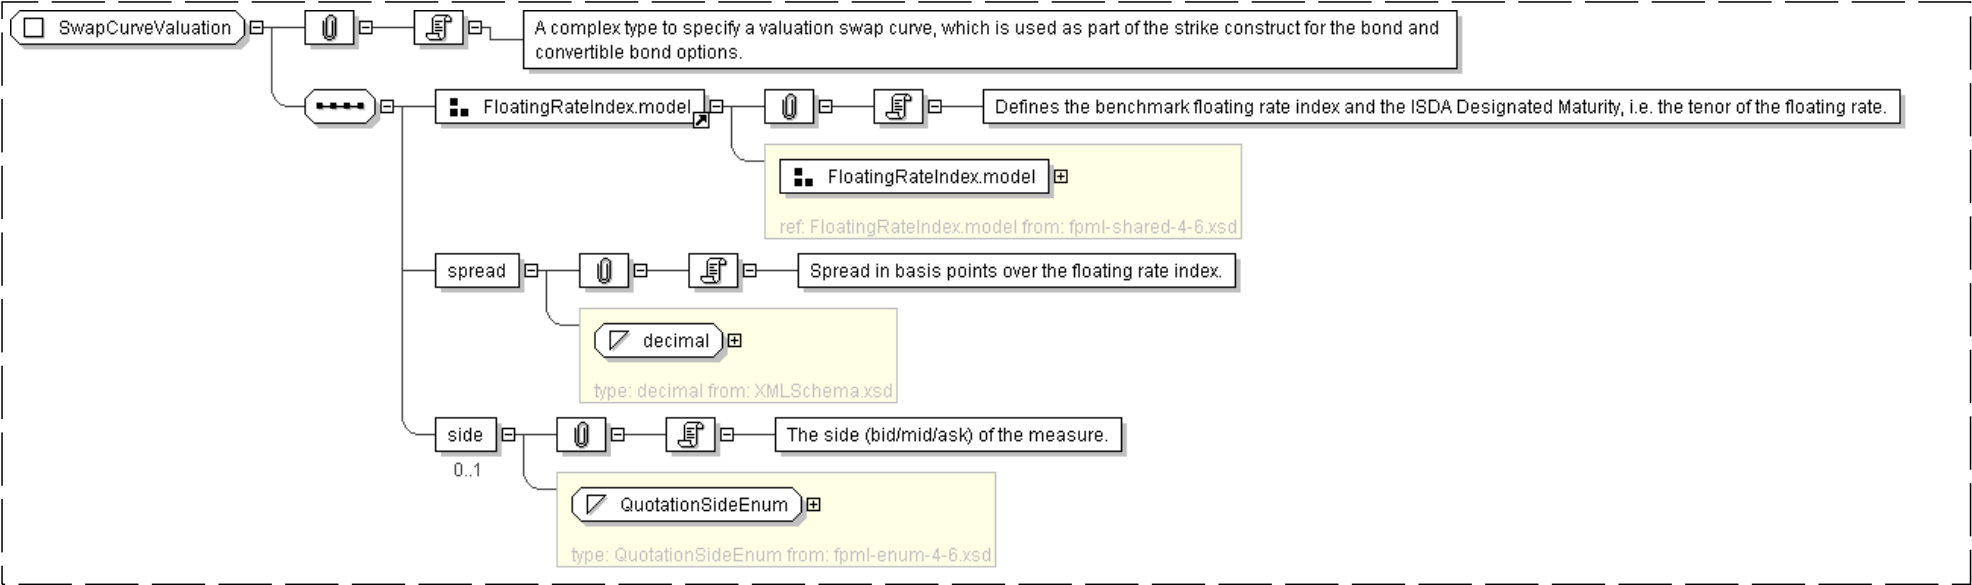 SwapCurveValuation
A complex type to specify a valuation swap curve, which is used as part of the strike construct for the bond and
convertible bond options.
FloatingRateIndex.model
Defines the benchmark floating rate index and the ISDA Designated Maturity, i.e. the tenor of the floating rate.
FloatingRateIndex.model
ref: FloatingRateIndex.model from: fpml-shared-4-6.xsd
spread
Spread in basis points over the floating rate index.
decimal
type: decimal from: XMLSchema.xsd
side
The side (bid/mid/ask) of the measure.
0..1
QuotationSideEnum
type: QuotationSideEnum from: fpml-enum-4-6.xsd